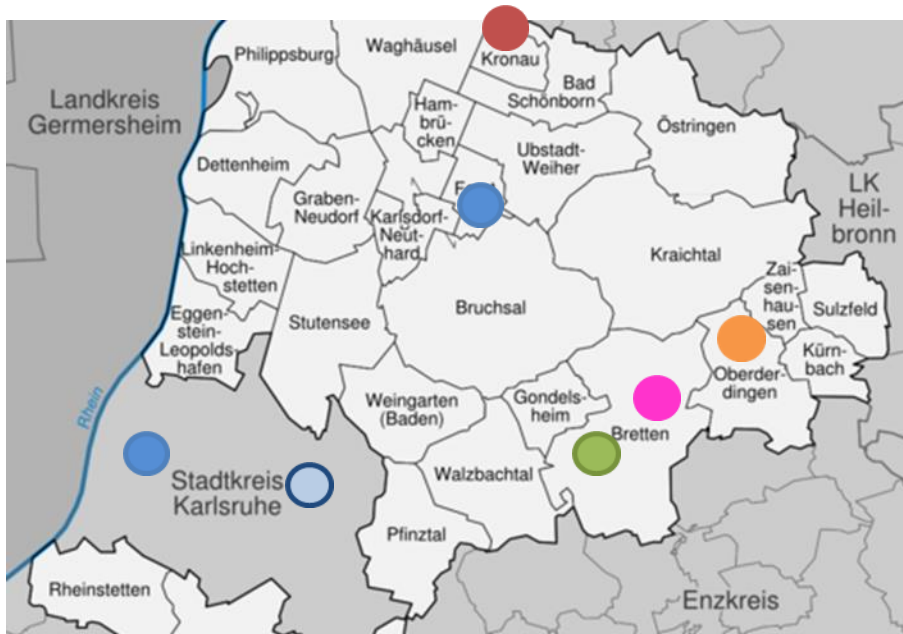 Philippsburg
Waghäusel
Kronau
Bad
Schönborn
Landkreis
Germersheim
Ham-
brü-
cken
Östringen
Ubstadt-
Weiher
Dettenheim
LK
Heil-
bronn
Graben-
Neudorf
Karlsdorf-
Neut-
hard
Linkenheim-
Hoch-
stetten
Kraichtal
Zai-
sen-
hau-
sen
Bruchsal
Sulzfeld
Eggen-
stein-
Leopolds-
hafen
Stutensee
Kürn-
bach
Oberder-
dingen
Rhein
Weingarten
(Baden)
Gondels-
heim
Bretten
Stadtkreis
Karlsruhe
Walzbachtal
Pfinztal
Rheinstetten
Enzkreis